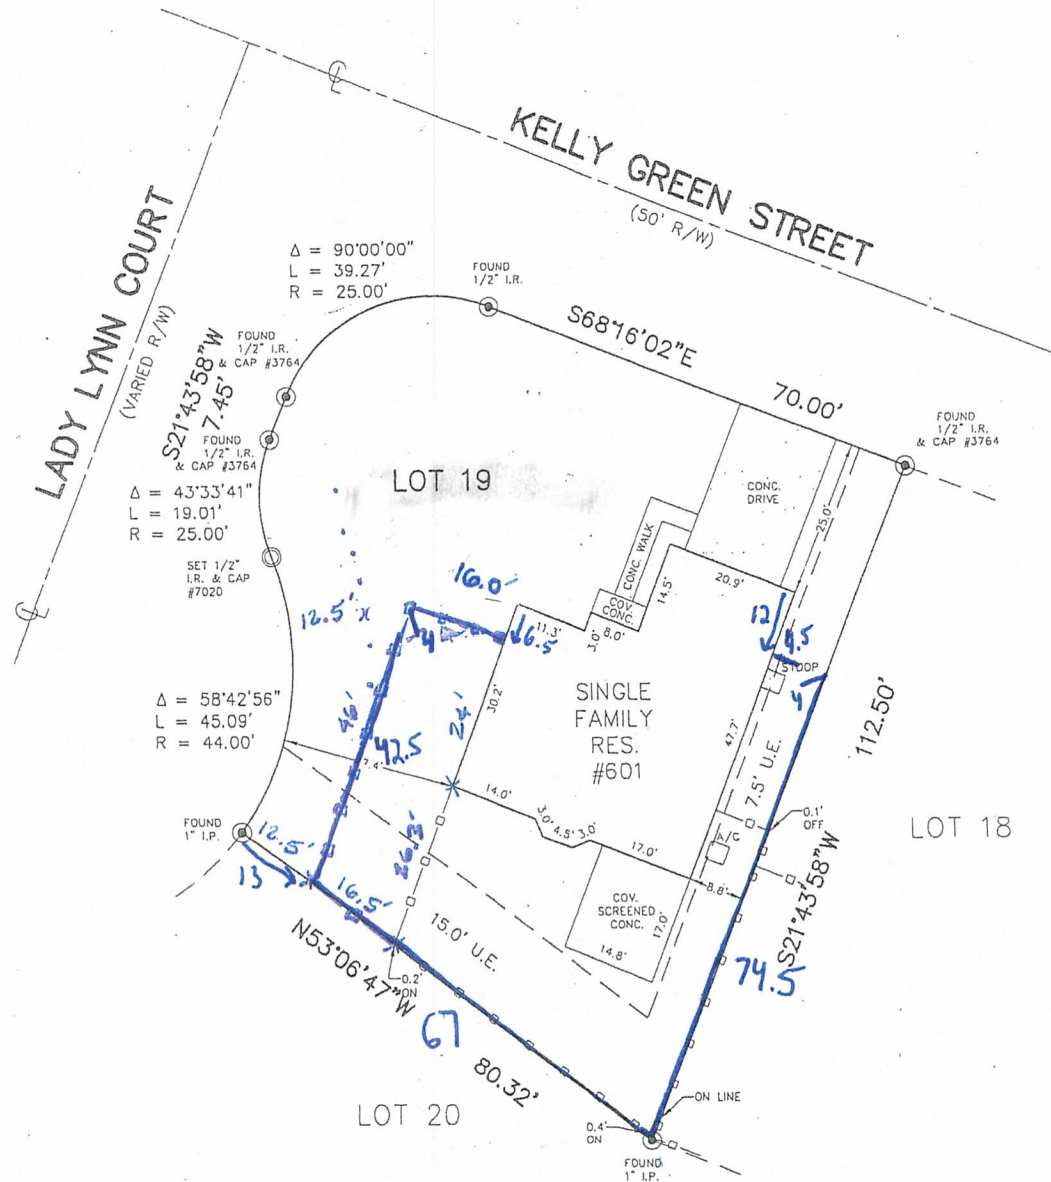 KELLY GREEN STREET
(50' R/W)
LADY LYNN COURT
(VARIED R/W)
Δ = 90°00'00"
L = 39.27'
R = 25.00'
FOUND
1/2" I.R.
S68°16'02"E
70.00'
FOUND
1/2" I.R.
& CAP #3764
S21°43'58"W
7.45'
FOUND
1/2" I.R.
& CAP #3764
FOUND
1/2" I.R.
& CAP #3764
LOT 19
CONC.
DRIVE
25.0'
Δ = 43°33'41"
L = 19.01'
R = 25.00'
SET 1/2"
I.R. & CAP
#7020
CONC. WALK
14.5'
20.9'
16.0'
12.5'
COV.
CONC.
11.3'
3.0'
8.0'
6.5
4
12
4.5
STOOP
4
30.2'
24'
46'
42.5
SINGLE
FAMILY
RES.
#601
47.7'
7.5' U.E.
112.50'
Δ = 58°42'56"
L = 45.09'
R = 44.00'
14.0'
3.0'
4.5'
3.0'
17.0'
0.1'
OFF
A/C
LOT 18
FOUND
1" I.P.
12.5'
13
16.5'
26.3'
8.8'
COV.
SCREENED
CONC.
17.0'
14.8'
S21°43'58"W
74.5
15.0' U.E.
N53°06'47"W
0.2'
ON
67
80.32'
LOT 20
ON LINE
0.4'
ON
FOUND
1" I.P.